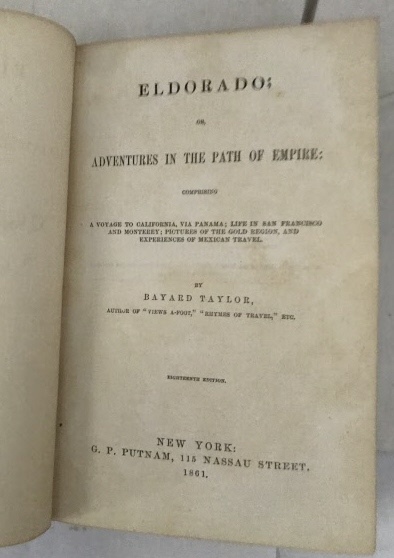 ELDORADO;
OR,
ADVENTURES IN THE PATH OF EMPIRE:
COMPRISING
A VOYAGE TO CALIFORNIA, VIA PANAMA; LIFE IN SAN FRANCISCO
AND MONTEREY; PICTURES OF THE GOLD REGION, AND
EXPERIENCES OF MEXICAN TRAVEL.
BY
BAYARD TAYLOR,
AUTHOR OF "VIEWS A-FOOT," "RHYMES OF TRAVEL," ETC.
EIGHTEENTH EDITION.
NEW YORK:
G. P. PUTNAM, 115 NASSAU STREET.
1861.